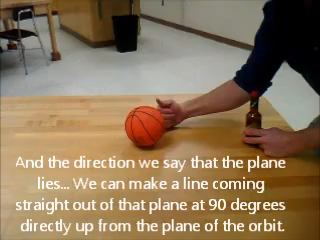 And the direction we say that the plane
lies... We can make a line coming
straight out of that plane at 90 degrees
directly up from the plane of the orbit.